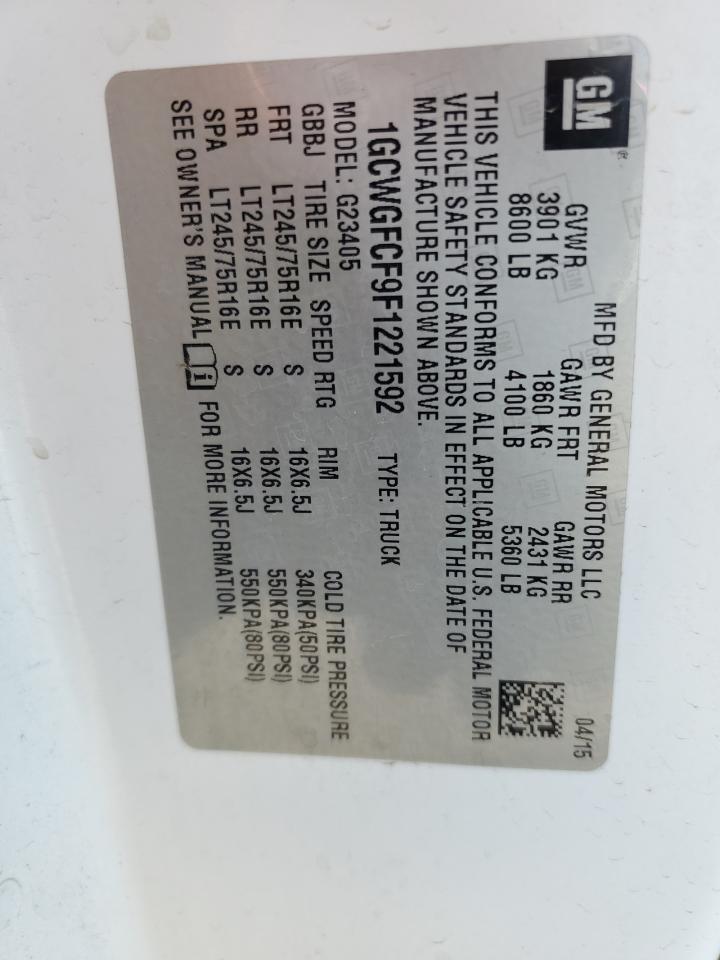 GM ®
MFD BY GENERAL MOTORS LLC 04/15
GVWR GAWR FRT GAWR RR
3901 KG 1860 KG 2431 KG
8600 LB 4100 LB 5360 LB
THIS VEHICLE CONFORMS TO ALL APPLICABLE U.S. FEDERAL MOTOR
VEHICLE SAFETY STANDARDS IN EFFECT ON THE DATE OF
MANUFACTURE SHOWN ABOVE.
1GCWGFCF9F1221592 TYPE: TRUCK
MODEL: G23405
GBBJ TIRE SIZE SPEED RTG RIM COLD TIRE PRESSURE
FRT LT245/75R16E S 16X6.5J 340KPA(50PSI)
RR LT245/75R16E S 16X6.5J 550KPA(80PSI)
SPA LT245/75R16E S 16X6.5J 550KPA(80PSI)
SEE OWNER'S MANUAL i FOR MORE INFORMATION.